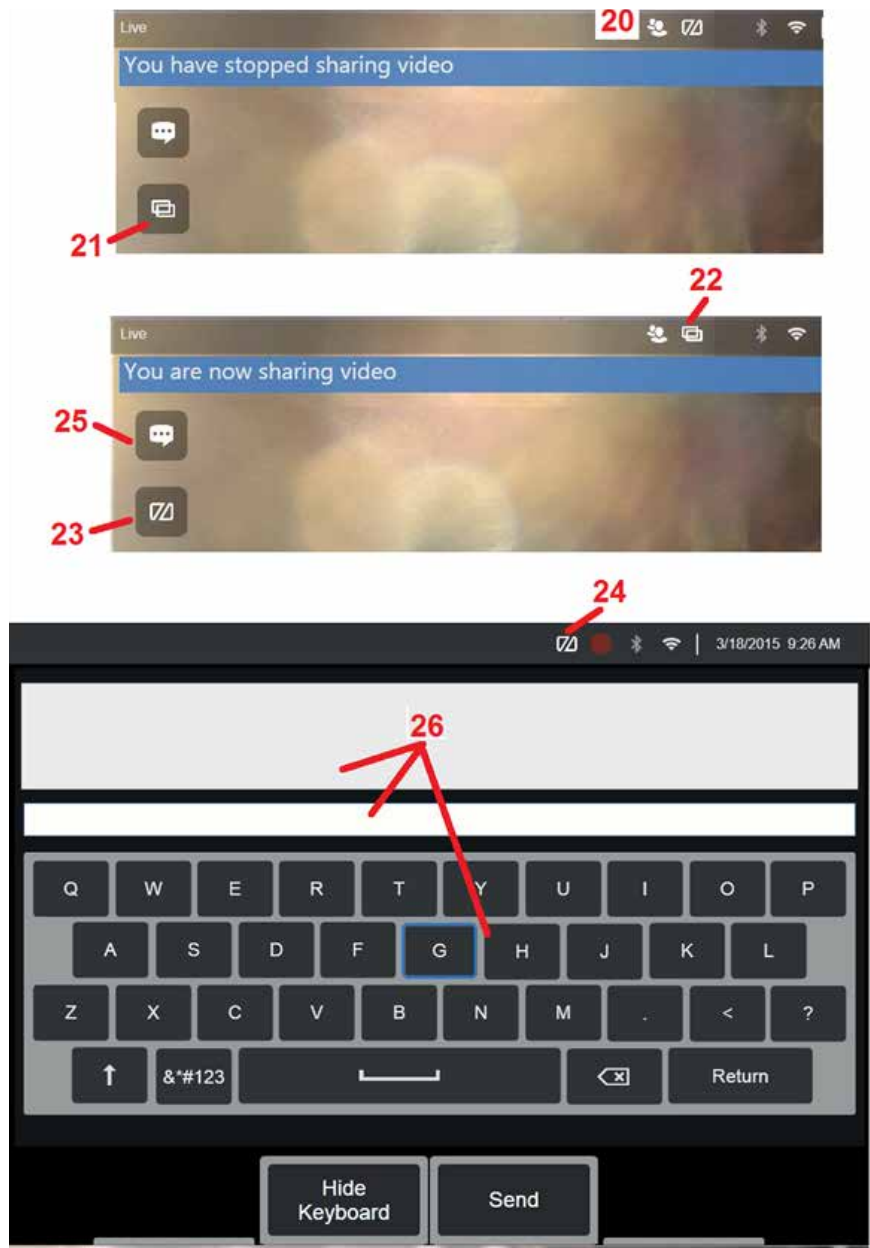 Live 20
You have stopped sharing video
21
22
Live
You are now sharing video
25
23
24
3/18/2015 9:26 AM
26
Q W E R T Y U I O P
A S D F G H J K L
Z X C V B N M . < ?
&*#123 Return
Hide
Keyboard
Send